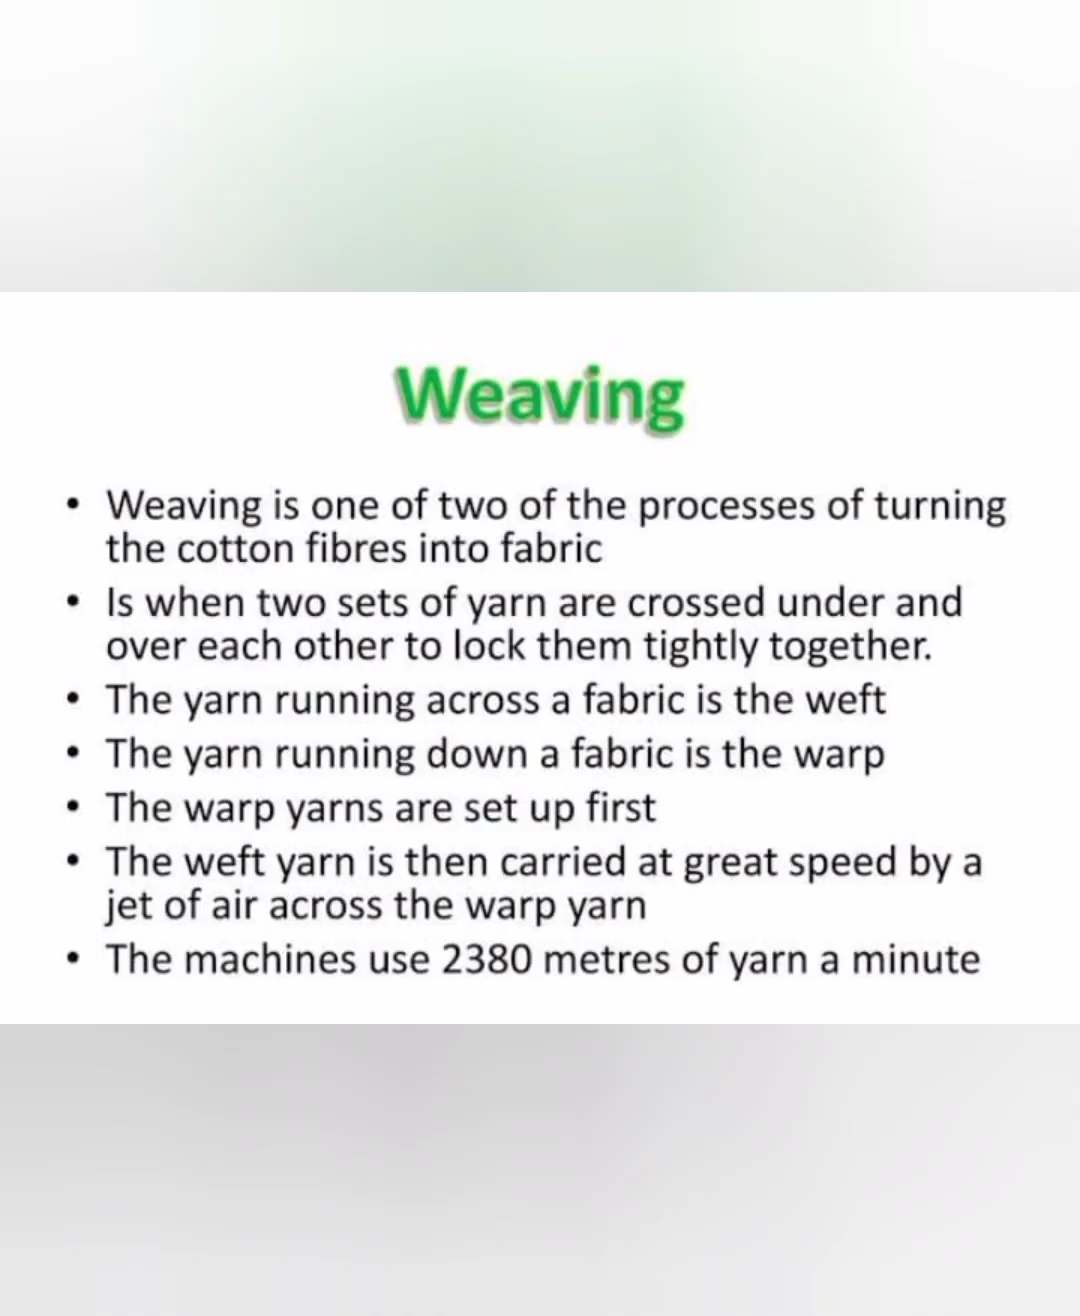 Weaving
• Weaving is one of two of the processes of turning
the cotton fibres into fabric
• Is when two sets of yarn are crossed under and
over each other to lock them tightly together.
• The yarn running across a fabric is the weft
• The yarn running down a fabric is the warp
• The warp yarns are set up first
• The weft yarn is then carried at great speed by a
jet of air across the warp yarn
• The machines use 2380 metres of yarn a minute